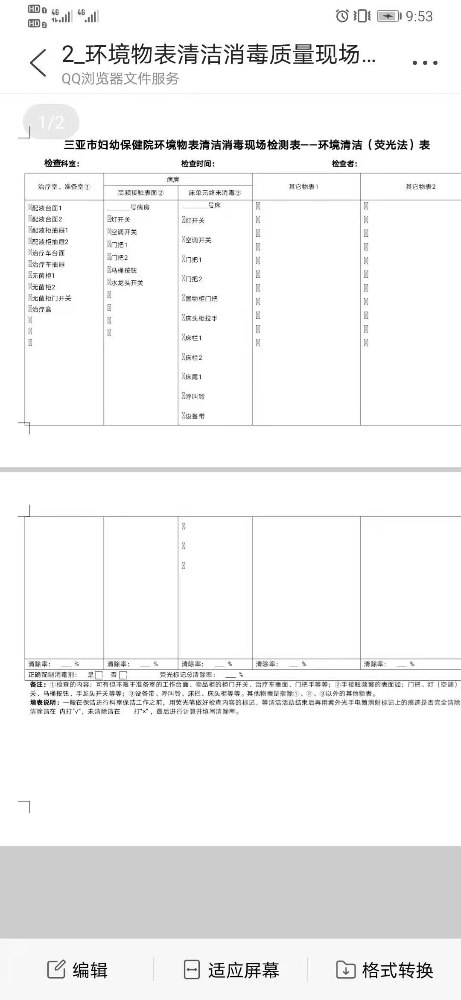 HD 1 4G 4G 9:53
HD 2
2_环境物表清洁消毒质量现场...
QQ浏览器文件服务
1/2
三亚市妇幼保健院环境物表清洁消毒现场检测表——环境清洁（荧光法）表
检查科室： 检查时间： 检查者：
治疗室、准备室① 病房 其它物表1 其它物表2
高频接触表面② 床单元终末消毒③
配液台面1
配液台面2
配液柜抽屉1
配液柜抽屉2
治疗车台面
治疗车抽屉
无菌柜1
无菌柜2
无菌柜门开关
治疗盒
______号病房
灯开关
空调开关
门把1
门把2
马桶按钮
水龙头开关
______号床
灯开关
空调开关
门把1
门把2
置物柜门把
床头柜拉手
床栏1
床栏2
床尾1
呼叫铃
设备带
清除率： ___ % 清除率： ___ % 清除率： ___ % 清除率： ___ % 清除率： ___ %
正确配制消毒剂： 是□ 否□ 荧光标记总清除率： ___ %
备注：①检查的内容：可有但不限于准备室的工作台面、物品柜的柜门开关、治疗车表面、门把手等等；②手接触频繁的表面如：门把、灯（空调）
关、马桶按钮、手龙头开关等等；③设备带、呼叫铃、床栏、床头柜等等。其他物表是指除①、②、③以外的其他物表。
填表说明：一般在保洁进行科室保洁工作之前，用荧光笔做好检查内容的标记，等清洁活动结束后再用紫外光手电筒照射标记上的痕迹是否完全清除
清除请在 内打“√”，未清除请在 打“×”，最后进行计算并填写清除率。
编辑 适应屏幕 格式转换